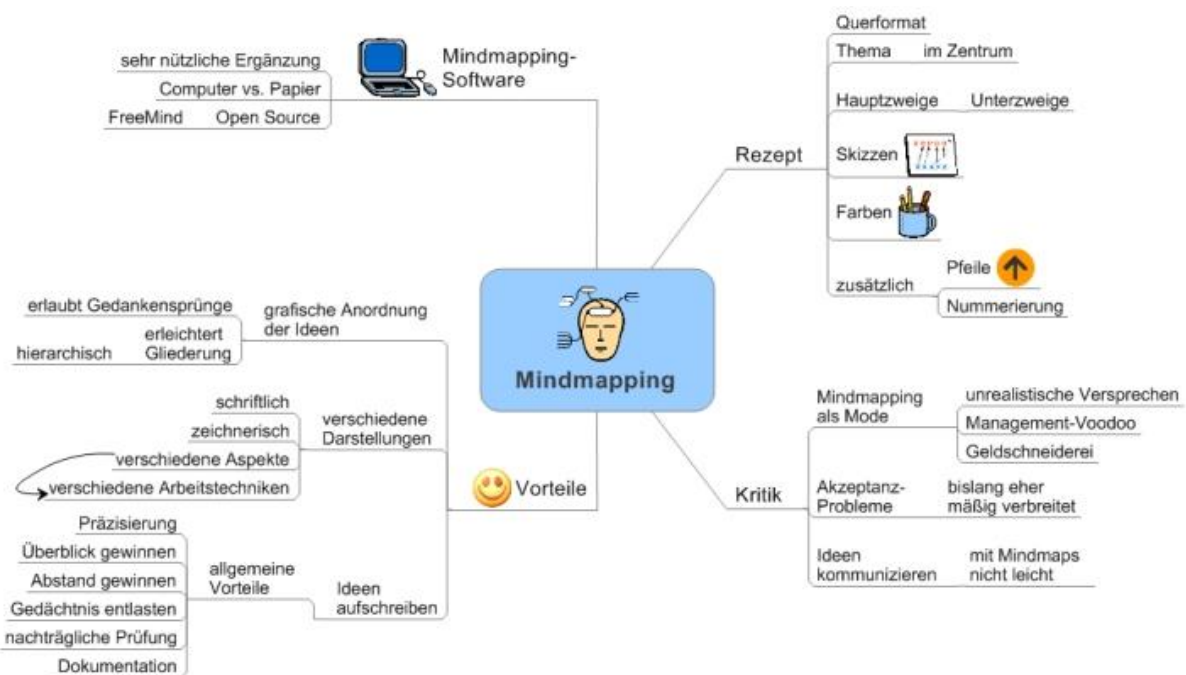 Mindmapping
Mindmapping-
Software
sehr nützliche Ergänzung
Computer vs. Papier
FreeMind Open Source
Rezept
Querformat
Thema im Zentrum
Hauptzweige Unterzweige
Skizzen
Farben
zusätzlich
Pfeile
Nummerierung
Kritik
Mindmapping
als Mode
unrealistische Versprechen
Management-Voodoo
Geldschneiderei
Akzeptanz-
Probleme
bislang eher
mäßig verbreitet
Ideen
kommunizieren
mit Mindmaps
nicht leicht
Vorteile
grafische Anordnung
der Ideen
erlaubt Gedankensprünge
erleichtert
Gliederung
hierarchisch
verschiedene
Darstellungen
schriftlich
zeichnerisch
verschiedene Aspekte
verschiedene Arbeitstechniken
Ideen
aufschreiben
allgemeine
Vorteile
Präzisierung
Überblick gewinnen
Abstand gewinnen
Gedächtnis entlasten
nachträgliche Prüfung
Dokumentation